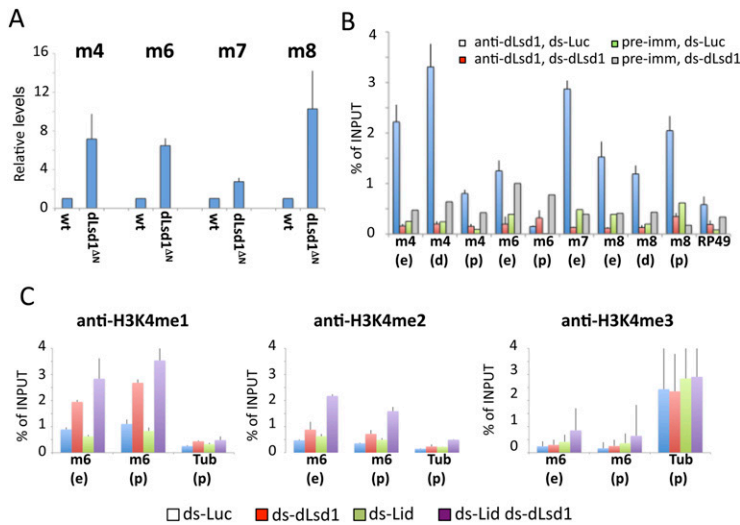 A
m4 m6 m7 m8
Relative levels
16
12
8
4
0
wt dLsd1ΔN wt dLsd1ΔN wt dLsd1ΔN wt dLsd1ΔN
B
anti-dLsd1, ds-Luc pre-imm, ds-Luc
anti-dLsd1, ds-dLsd1 pre-imm, ds-dLsd1
% of INPUT
4
3
2
1
0
m4 m4 m4 m6 m6 m7 m8 m8 m8 RP49
(e) (d) (p) (e) (p) (e) (e) (d) (p)
C
anti-H3K4me1
% of INPUT
4
3
2
1
0
m6 m6 Tub
(e) (p) (p)
anti-H3K4me2
% of INPUT
4
3
2
1
0
m6 m6 Tub
(e) (p) (p)
anti-H3K4me3
% of INPUT
4
3
2
1
0
m6 m6 Tub
(e) (p) (p)
ds-Luc ds-dLsd1 ds-Lid ds-Lid ds-dLsd1